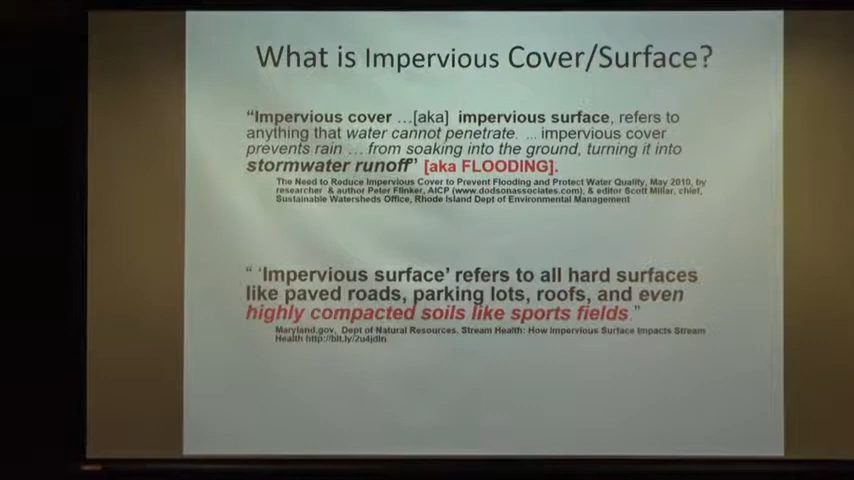 What is Impervious Cover/Surface?
“Impervious cover ...[aka] impervious surface, refers to
anything that water cannot penetrate. ... impervious cover
prevents rain ... from soaking into the ground, turning it into
stormwater runoff” [aka FLOODING].
The Need to Reduce Impervious Cover to Prevent Flooding and Protect Water Quality, May 2010, by
researcher & author Peter Flinker, AICP (www.dodsonassociates.com), & editor Scott Millar, chief,
Sustainable Watersheds Office, Rhode Island Dept of Environmental Management
“ ‘Impervious surface’ refers to all hard surfaces
like paved roads, parking lots, roofs, and even
highly compacted soils like sports fields.”
Maryland.gov, Dept of Natural Resources, Stream Health: How Impervious Surface Impacts Stream
Health